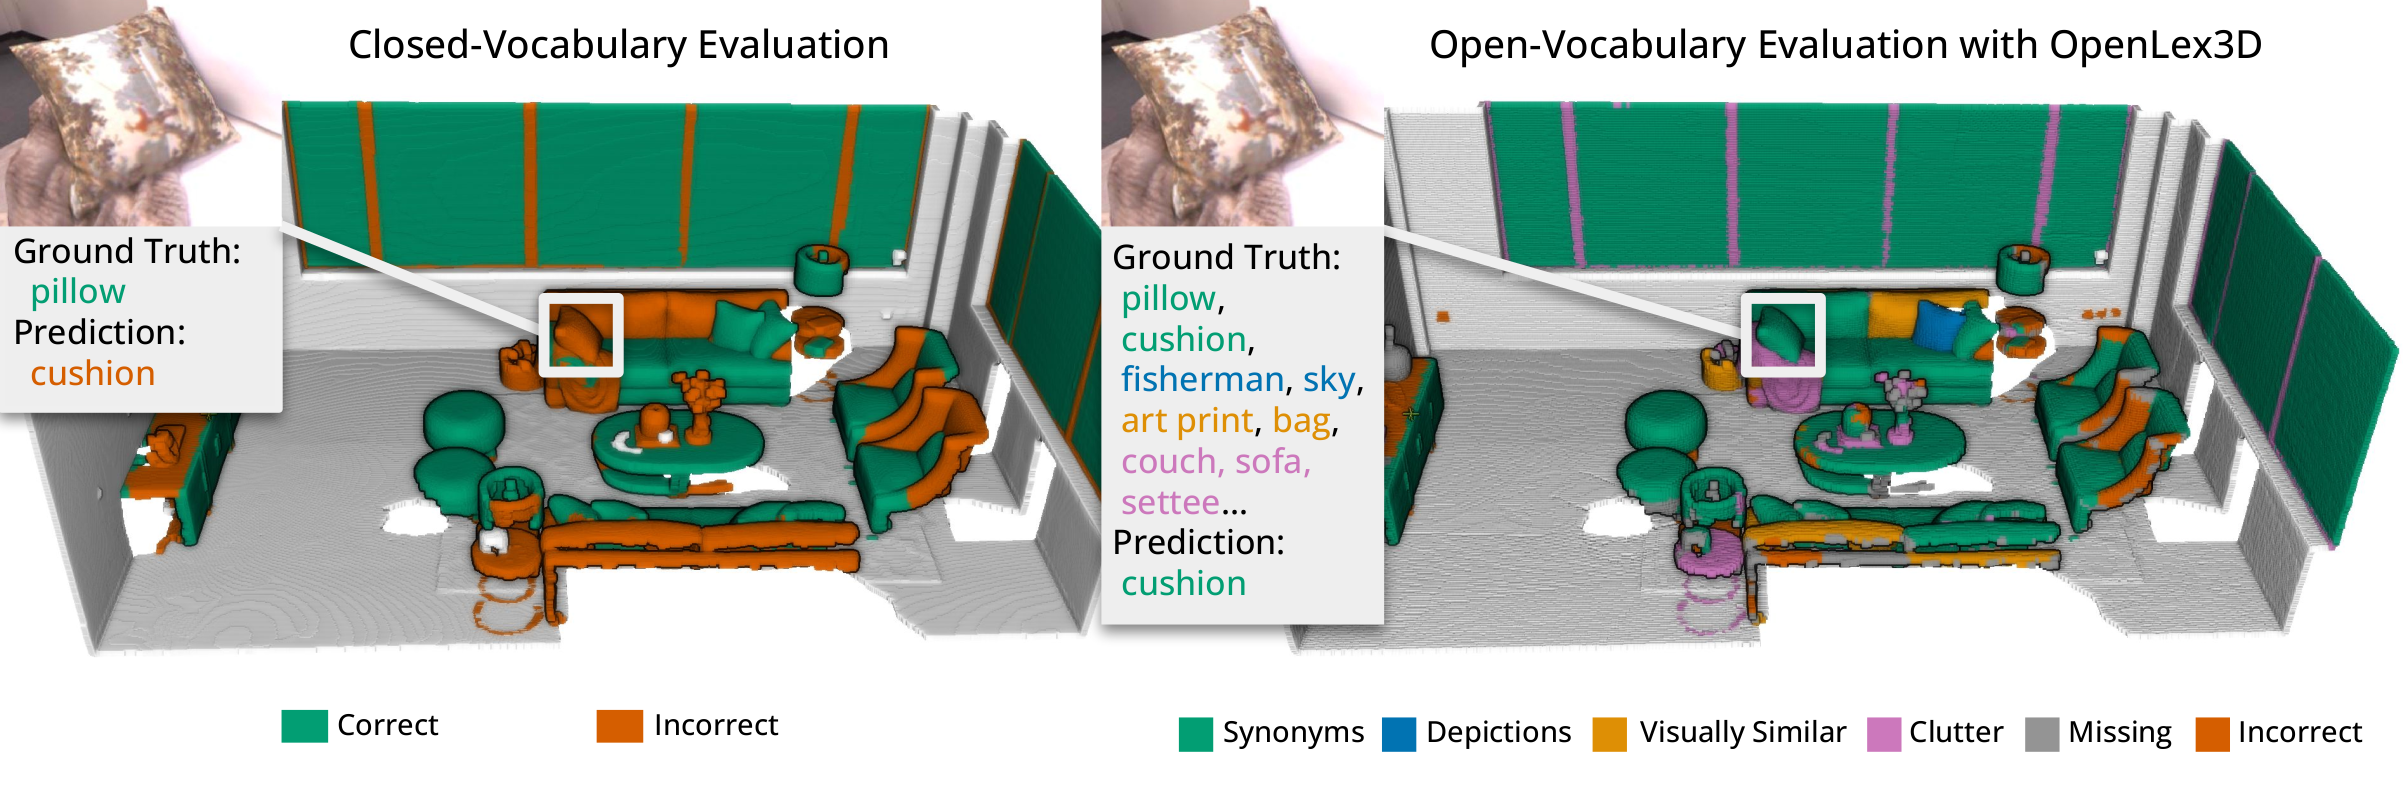 Closed-Vocabulary Evaluation
Ground Truth:
pillow
Prediction:
cushion
Correct
Incorrect
Open-Vocabulary Evaluation with OpenLex3D
Ground Truth:
pillow,
cushion,
fisherman, sky,
art print, bag,
couch, sofa,
settee...
Prediction:
cushion
Synonyms
Depictions
Visually Similar
Clutter
Missing
Incorrect